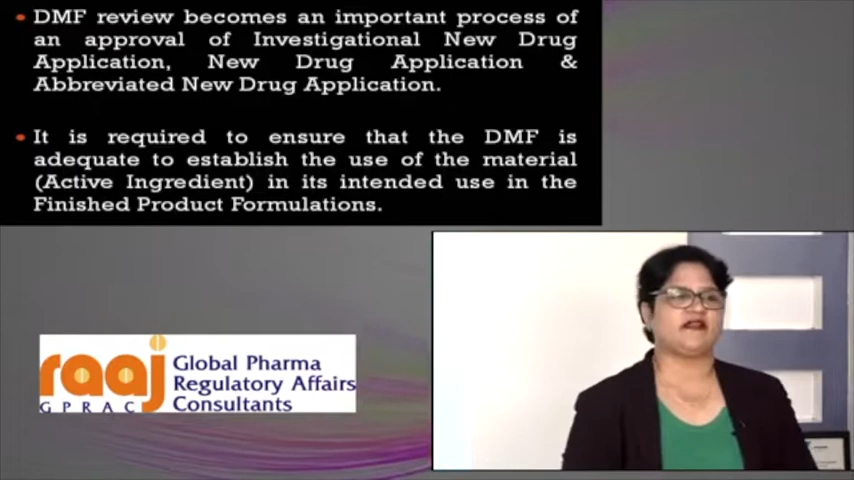 DMF review becomes an important process of
an approval of Investigational New Drug
Application, New Drug Application &
Abbreviated New Drug Application.
It is required to ensure that the DMF is
adequate to establish the use of the material
(Active Ingredient) in its intended use in the
Finished Product Formulations.
raaj
GPRAC
Global Pharma
Regulatory Affairs
Consultants